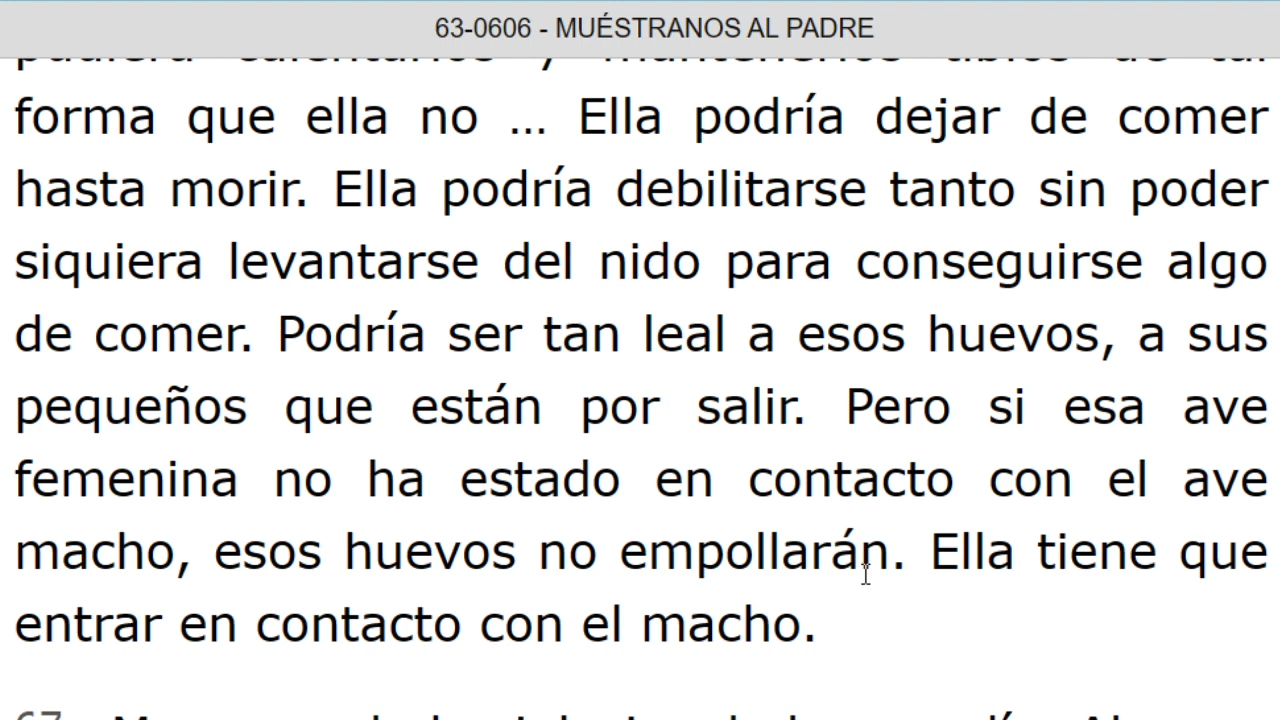 63-0606 - MUÉSTRANOS AL PADRE
forma que ella no … Ella podría dejar de comer
hasta morir. Ella podría debilitarse tanto sin poder
siquiera levantarse del nido para conseguirse algo
de comer. Podría ser tan leal a esos huevos, a sus
pequeños que están por salir. Pero si esa ave
femenina no ha estado en contacto con el ave
macho, esos huevos no empollarán. Ella tiene que
entrar en contacto con el macho.